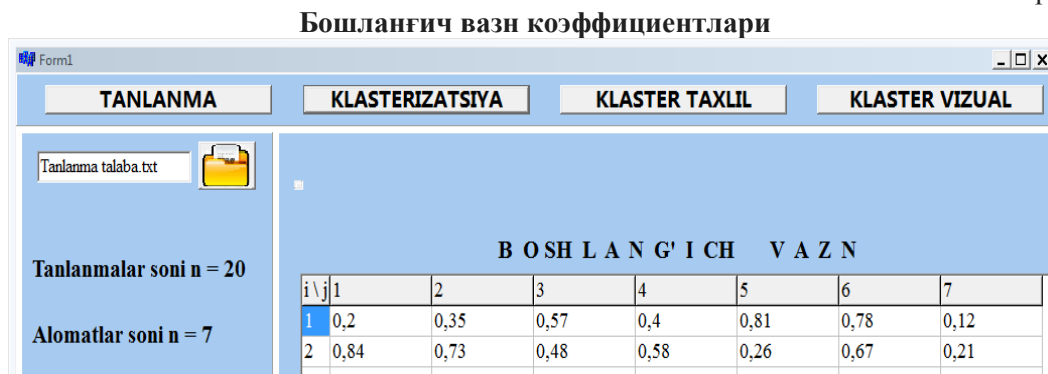 Бошланғич вазн коэффициентлари
Form1
TANLANMA KLASTERIZATSIYA KLASTER TAXLIL KLASTER VIZUAL
Tanlanma talaba.txt
B O SH L A N G' I CH V A Z N
Tanlanmalar soni n = 20
i \ j 1 2 3 4 5 6 7
1 0,2 0,35 0,57 0,4 0,81 0,78 0,12
Alomatlar soni n = 7
2 0,84 0,73 0,48 0,58 0,26 0,67 0,21